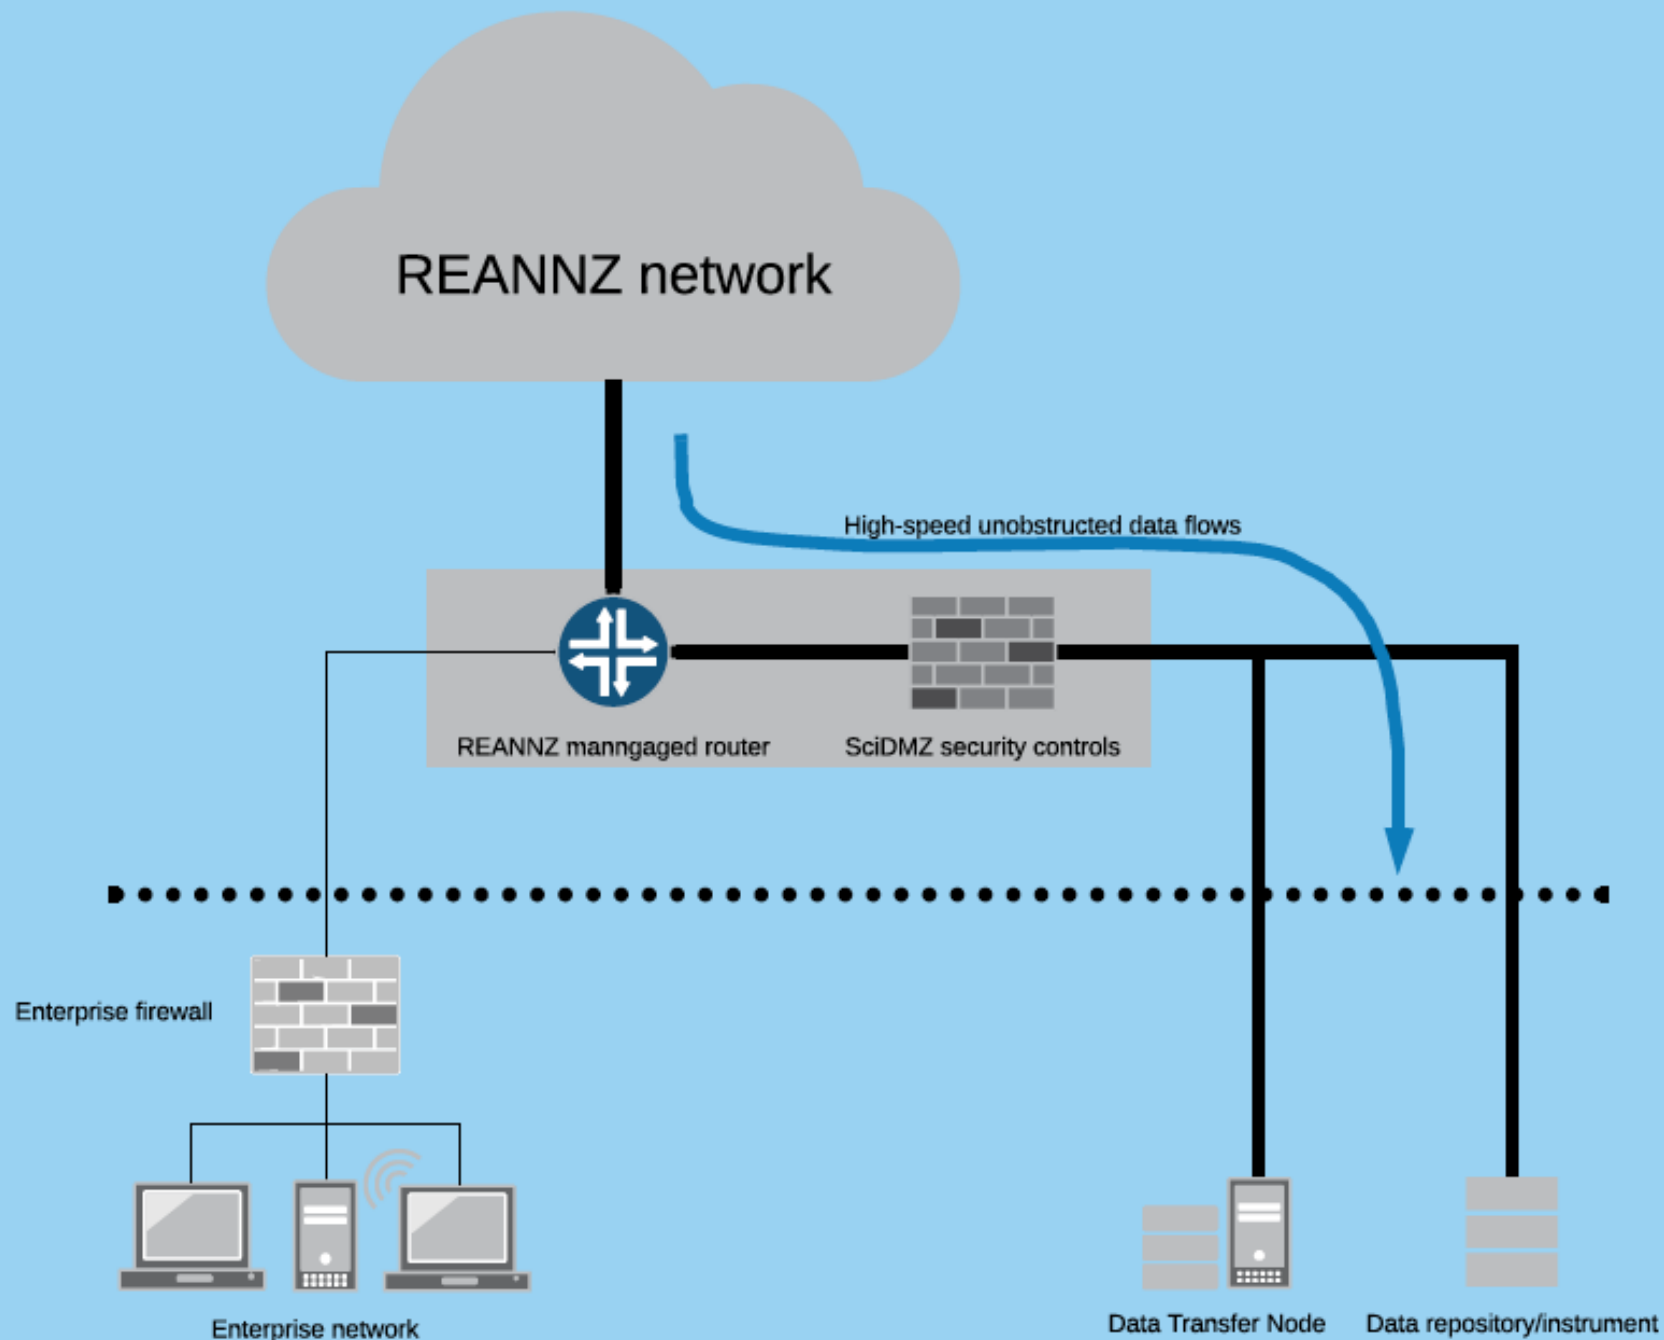 REANNZ network
High-speed unobstructed data flows
REANNZ manngaged router
SciDMZ security controls
Enterprise firewall
Enterprise network
Data Transfer Node
Data repository/instrument